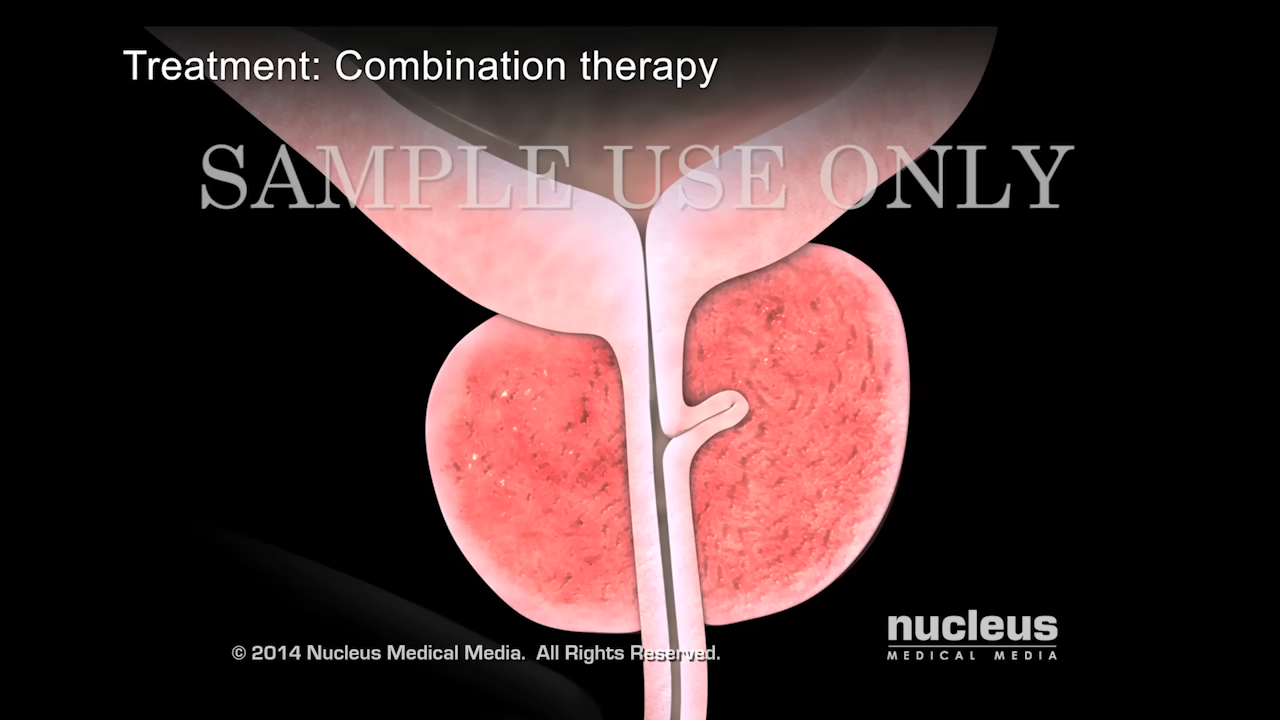 Treatment: Combination therapy
SAMPLE USE ONLY
© 2014 Nucleus Medical Media.  All Rights Reserved.
nucleus
MEDICAL MEDIA